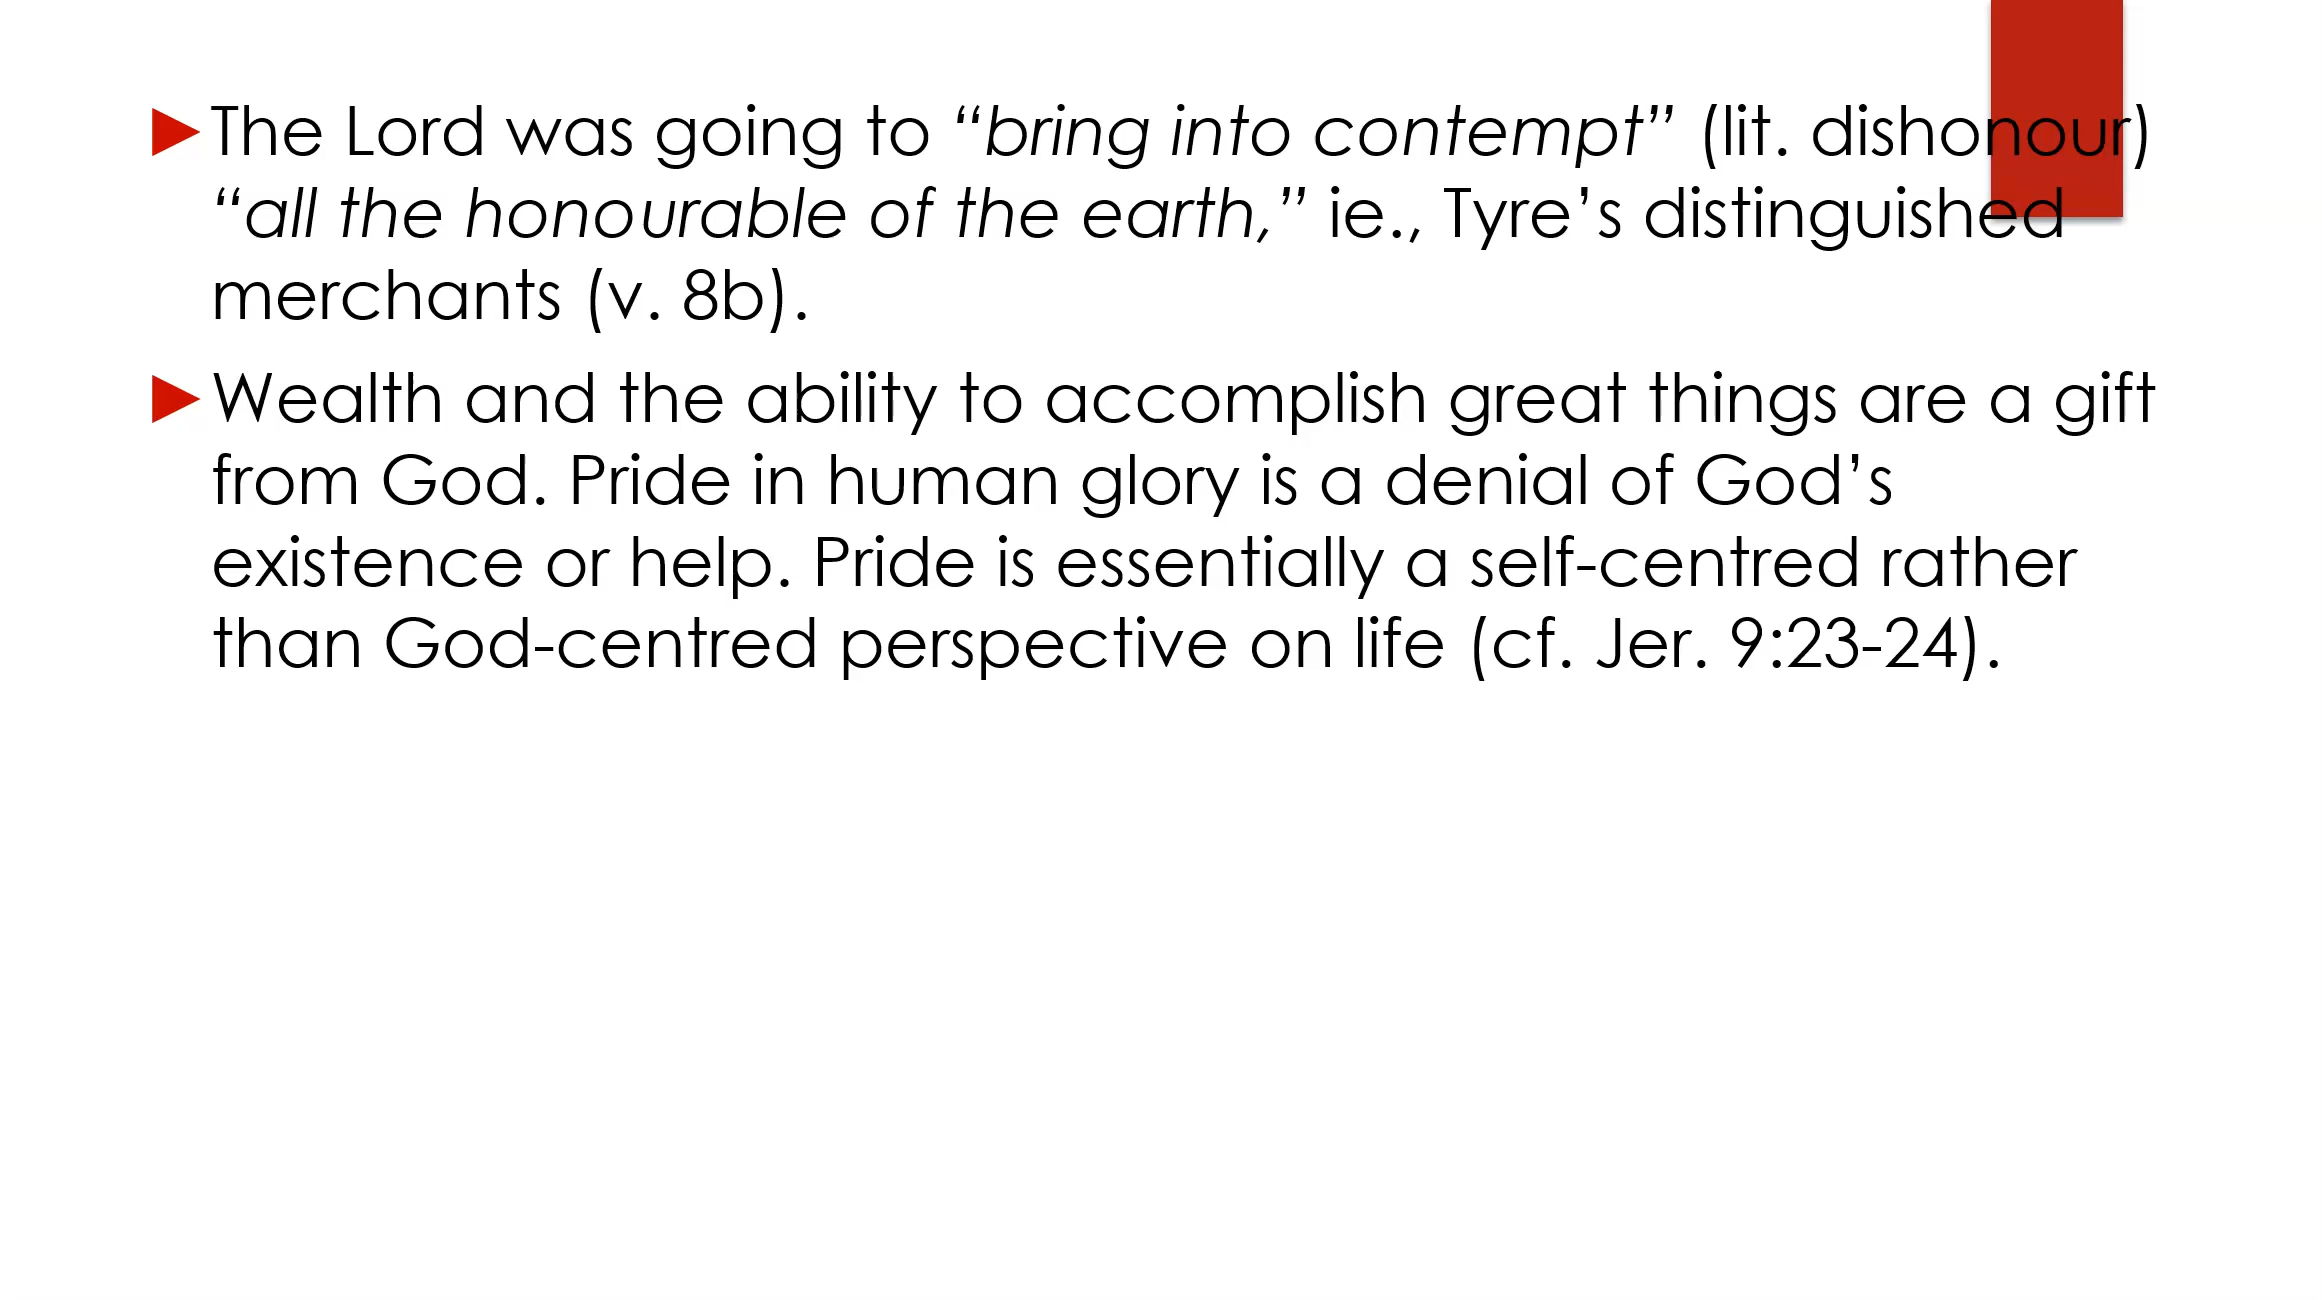 ►The Lord was going to “bring into contempt” (lit. dishonour)
“all the honourable of the earth,” ie., Tyre’s distinguished
merchants (v. 8b).
►Wealth and the ability to accomplish great things are a gift
from God. Pride in human glory is a denial of God’s
existence or help. Pride is essentially a self-centred rather
than God-centred perspective on life (cf. Jer. 9:23-24).